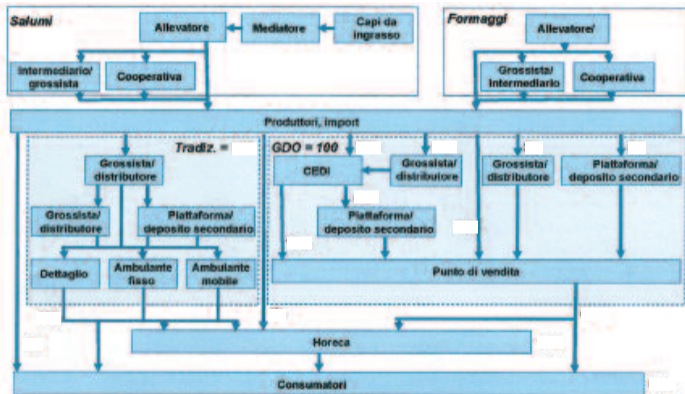 Salumi
Allevatore
Mediatore
Capi da
ingrasso
Intermediario/
grossista
Cooperativa
Formaggi
Allevatore/
Grossista/
Intermediario
Cooperativa
Produttori, import
Tradiz. =
Grossista/
distributore
Grossista/
distributore
Piattaforma/
deposito secondario
Dettaglio
Ambulante
fisso
Ambulante
mobile
GDO = 100
CEDI
Grossista/
distributore
Piattaforma/
deposito secondario
Grossista/
distributore
Piattaforma/
deposito secondario
Punto di vendita
Horeca
Consumatori